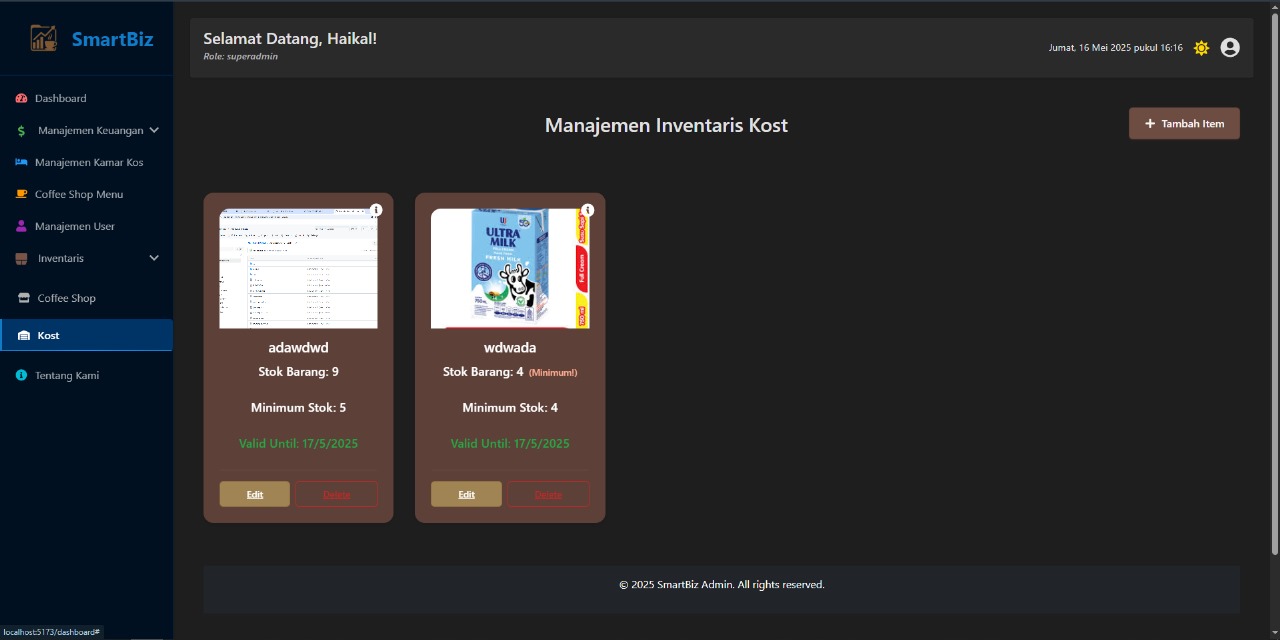 SmartBiz
Selamat Datang, Haikal!
Role: superadmin
Jumat, 16 Mei 2025 pukul 16:16
Dashboard
Manajemen Keuangan
Manajemen Kamar Kos
Coffee Shop Menu
Manajemen User
Inventaris
Coffee Shop
Kost
Tentang Kami
Manajemen Inventaris Kost
+ Tambah Item
adawdwd
Stok Barang: 9
Minimum Stok: 5
Valid Until: 17/5/2025
Edit
Delete
ULTRA
MILK
FRESH MILK
Full Cream
wdwada
Stok Barang: 4 (Minimum!)
Minimum Stok: 4
Valid Until: 17/5/2025
Edit
Delete
© 2025 SmartBiz Admin. All rights reserved.
localhost:5173/dashboard#